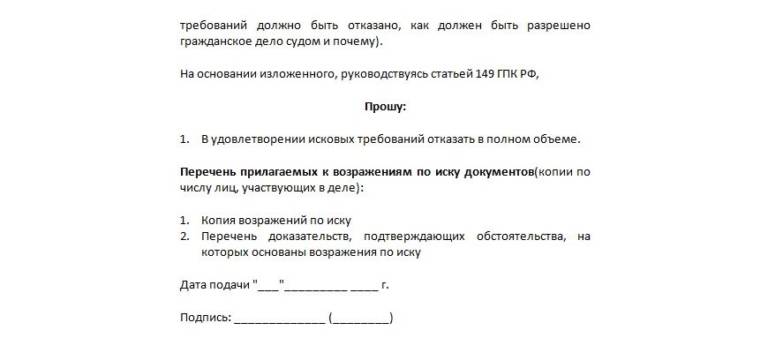 требований должно быть отказано, как должен быть разрешено
гражданское дело судом и почему).
На основании изложенного, руководствуясь статьей 149 ГПК РФ,
Прошу:
1. В удовлетворении исковых требований отказать в полном объеме.
Перечень прилагаемых к возражениям по иску документов(копии по
числу лиц, участвующих в деле):
1. Копия возражений по иску
2. Перечень доказательств, подтверждающих обстоятельства, на
которых основаны возражения по иску
Дата подачи "___"_________ ____ г.
Подпись: _____________ (________)